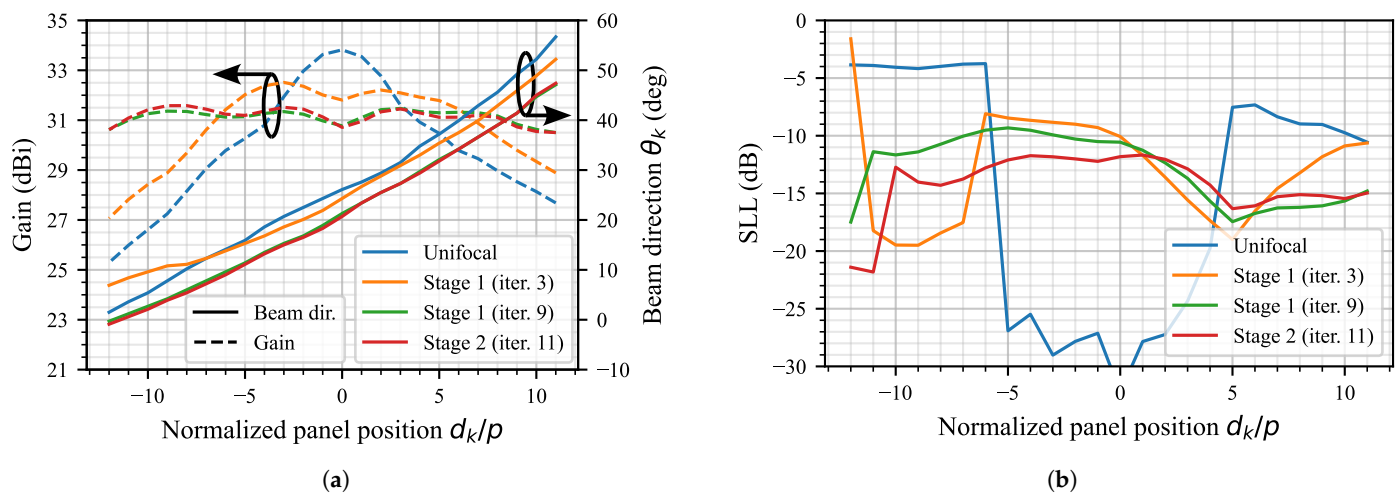 35
33
31
29
27
25
23
21
Gain (dBi)
60
50
40
30
20
10
0
−10
Beam direction θk (deg)
Beam dir.
Gain
Unifocal
Stage 1 (iter. 3)
Stage 1 (iter. 9)
Stage 2 (iter. 11)
−10
−5
0
5
10
Normalized panel position dk/p
(a)
0
−5
−10
−15
−20
−25
−30
SLL (dB)
Unifocal
Stage 1 (iter. 3)
Stage 1 (iter. 9)
Stage 2 (iter. 11)
−10
−5
0
5
10
Normalized panel position dk/p
(b)